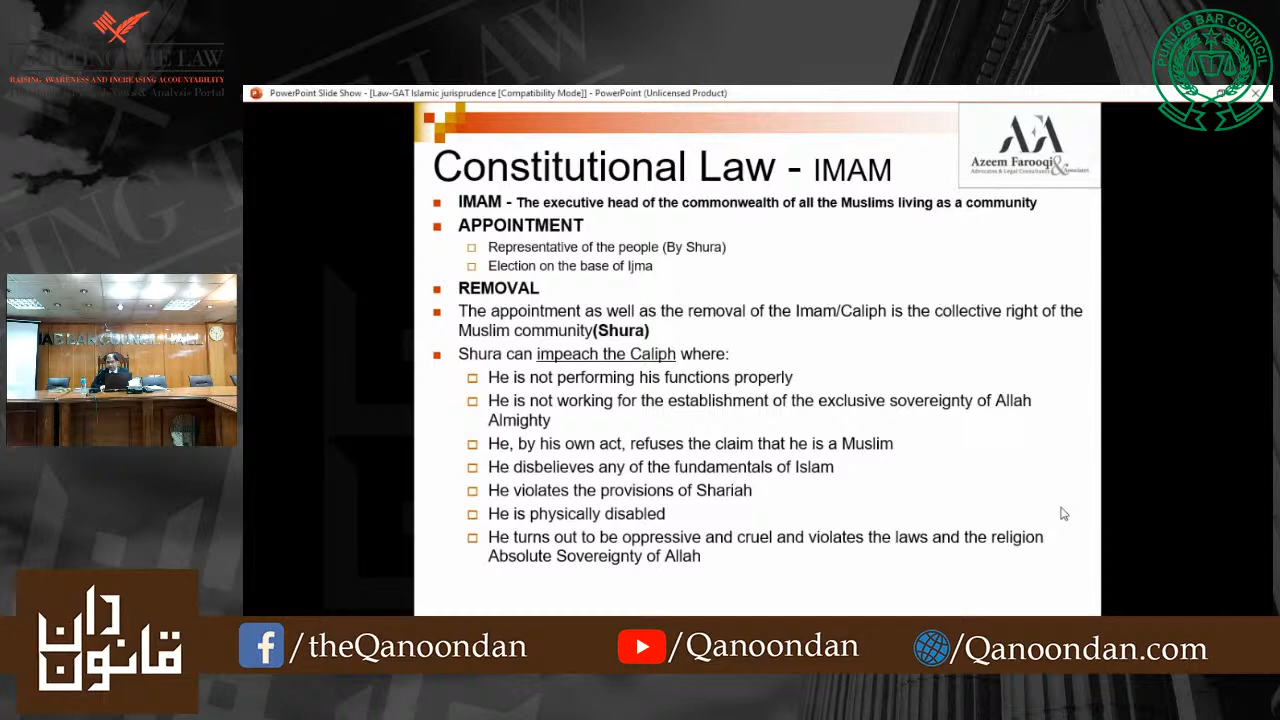 PUNJAB BAR COUNCIL
RAISING AWARENESS AND INCREASING ACCOUNTABILITY
PowerPoint Slide Show - [Law-GAT Islamic jurisprudence [Compatibility Mode]] - PowerPoint (Unlicensed Product)
AFA
Azeem Farooqi &
Advocates & Legal Consultants Associates
Constitutional Law - IMAM
IMAM - The executive head of the commonwealth of all the Muslims living as a community
APPOINTMENT
Representative of the people (By Shura)
Election on the base of Ijma
REMOVAL
The appointment as well as the removal of the Imam/Caliph is the collective right of the
Muslim community(Shura)
Shura can impeach the Caliph where:
He is not performing his functions properly
He is not working for the establishment of the exclusive sovereignty of Allah
Almighty
He, by his own act, refuses the claim that he is a Muslim
He disbelieves any of the fundamentals of Islam
He violates the provisions of Shariah
He is physically disabled
He turns out to be oppressive and cruel and violates the laws and the religion
Absolute Sovereignty of Allah
قانون دان
/theQanoondan
/Qanoondan
/Qanoondan.com